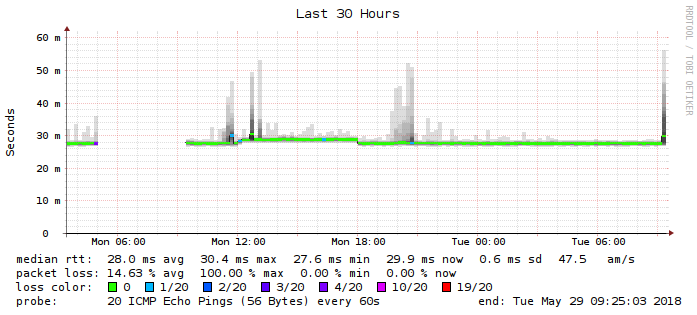 Last 30 Hours
RRDTOOL / TOBI OETIKER
Seconds
60 m
50 m
40 m
30 m
20 m
10 m
0
Mon 06:00 Mon 12:00 Mon 18:00 Tue 00:00 Tue 06:00
median rtt: 28.0 ms avg 30.4 ms max 27.6 ms min 29.9 ms now 0.6 ms sd 47.5 am/s
packet loss: 14.63 % avg 100.00 % max 0.00 % min 0.00 % now
loss color: 0 1/20 2/20 3/20 4/20 10/20 19/20
probe: 20 ICMP Echo Pings (56 Bytes) every 60s end: Tue May 29 09:25:03 2018